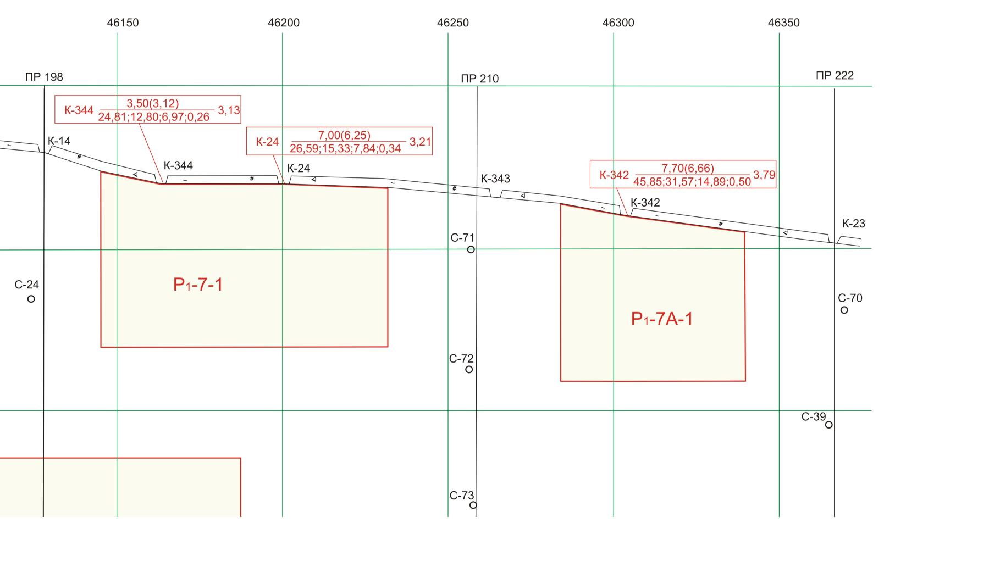 46150 46200 46250 46300 46350
ПР 198 ПР 210 ПР 222
К-344 3,50(3,12) 3,13
24,81;12,80;6,97;0,26
К-24 7,00(6,25) 3,21
26,59;15,33;7,84;0,34
К-14
К-344
К-24
К-342 7,70(6,66) 3,79
45,85;31,57;14,89;0,50
К-343
К-342
К-23
С-71
С-24
Р1-7-1
С-70
Р1-7А-1
С-72
С-39
С-73